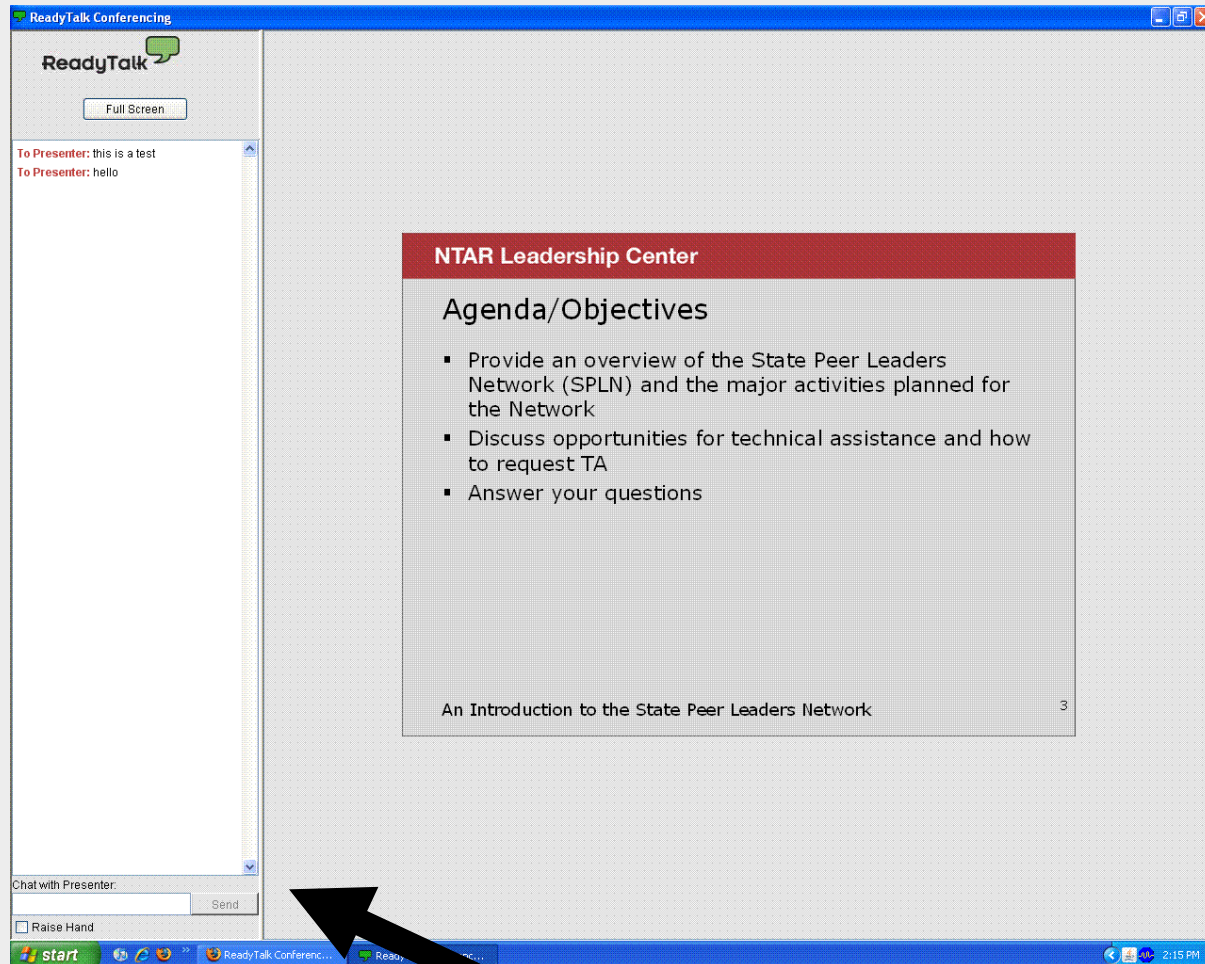 ReadyTalk Conferencing
ReadyTalk
Full Screen
To Presenter: this is a test
To Presenter: hello
NTAR Leadership Center
Agenda/Objectives
▪ Provide an overview of the State Peer Leaders
Network (SPLN) and the major activities planned for
the Network
▪ Discuss opportunities for technical assistance and how
to request TA
▪ Answer your questions
An Introduction to the State Peer Leaders Network
3
Chat with Presenter:
Send
Raise Hand
start
ReadyTalk Conferenc...
2:15 PM